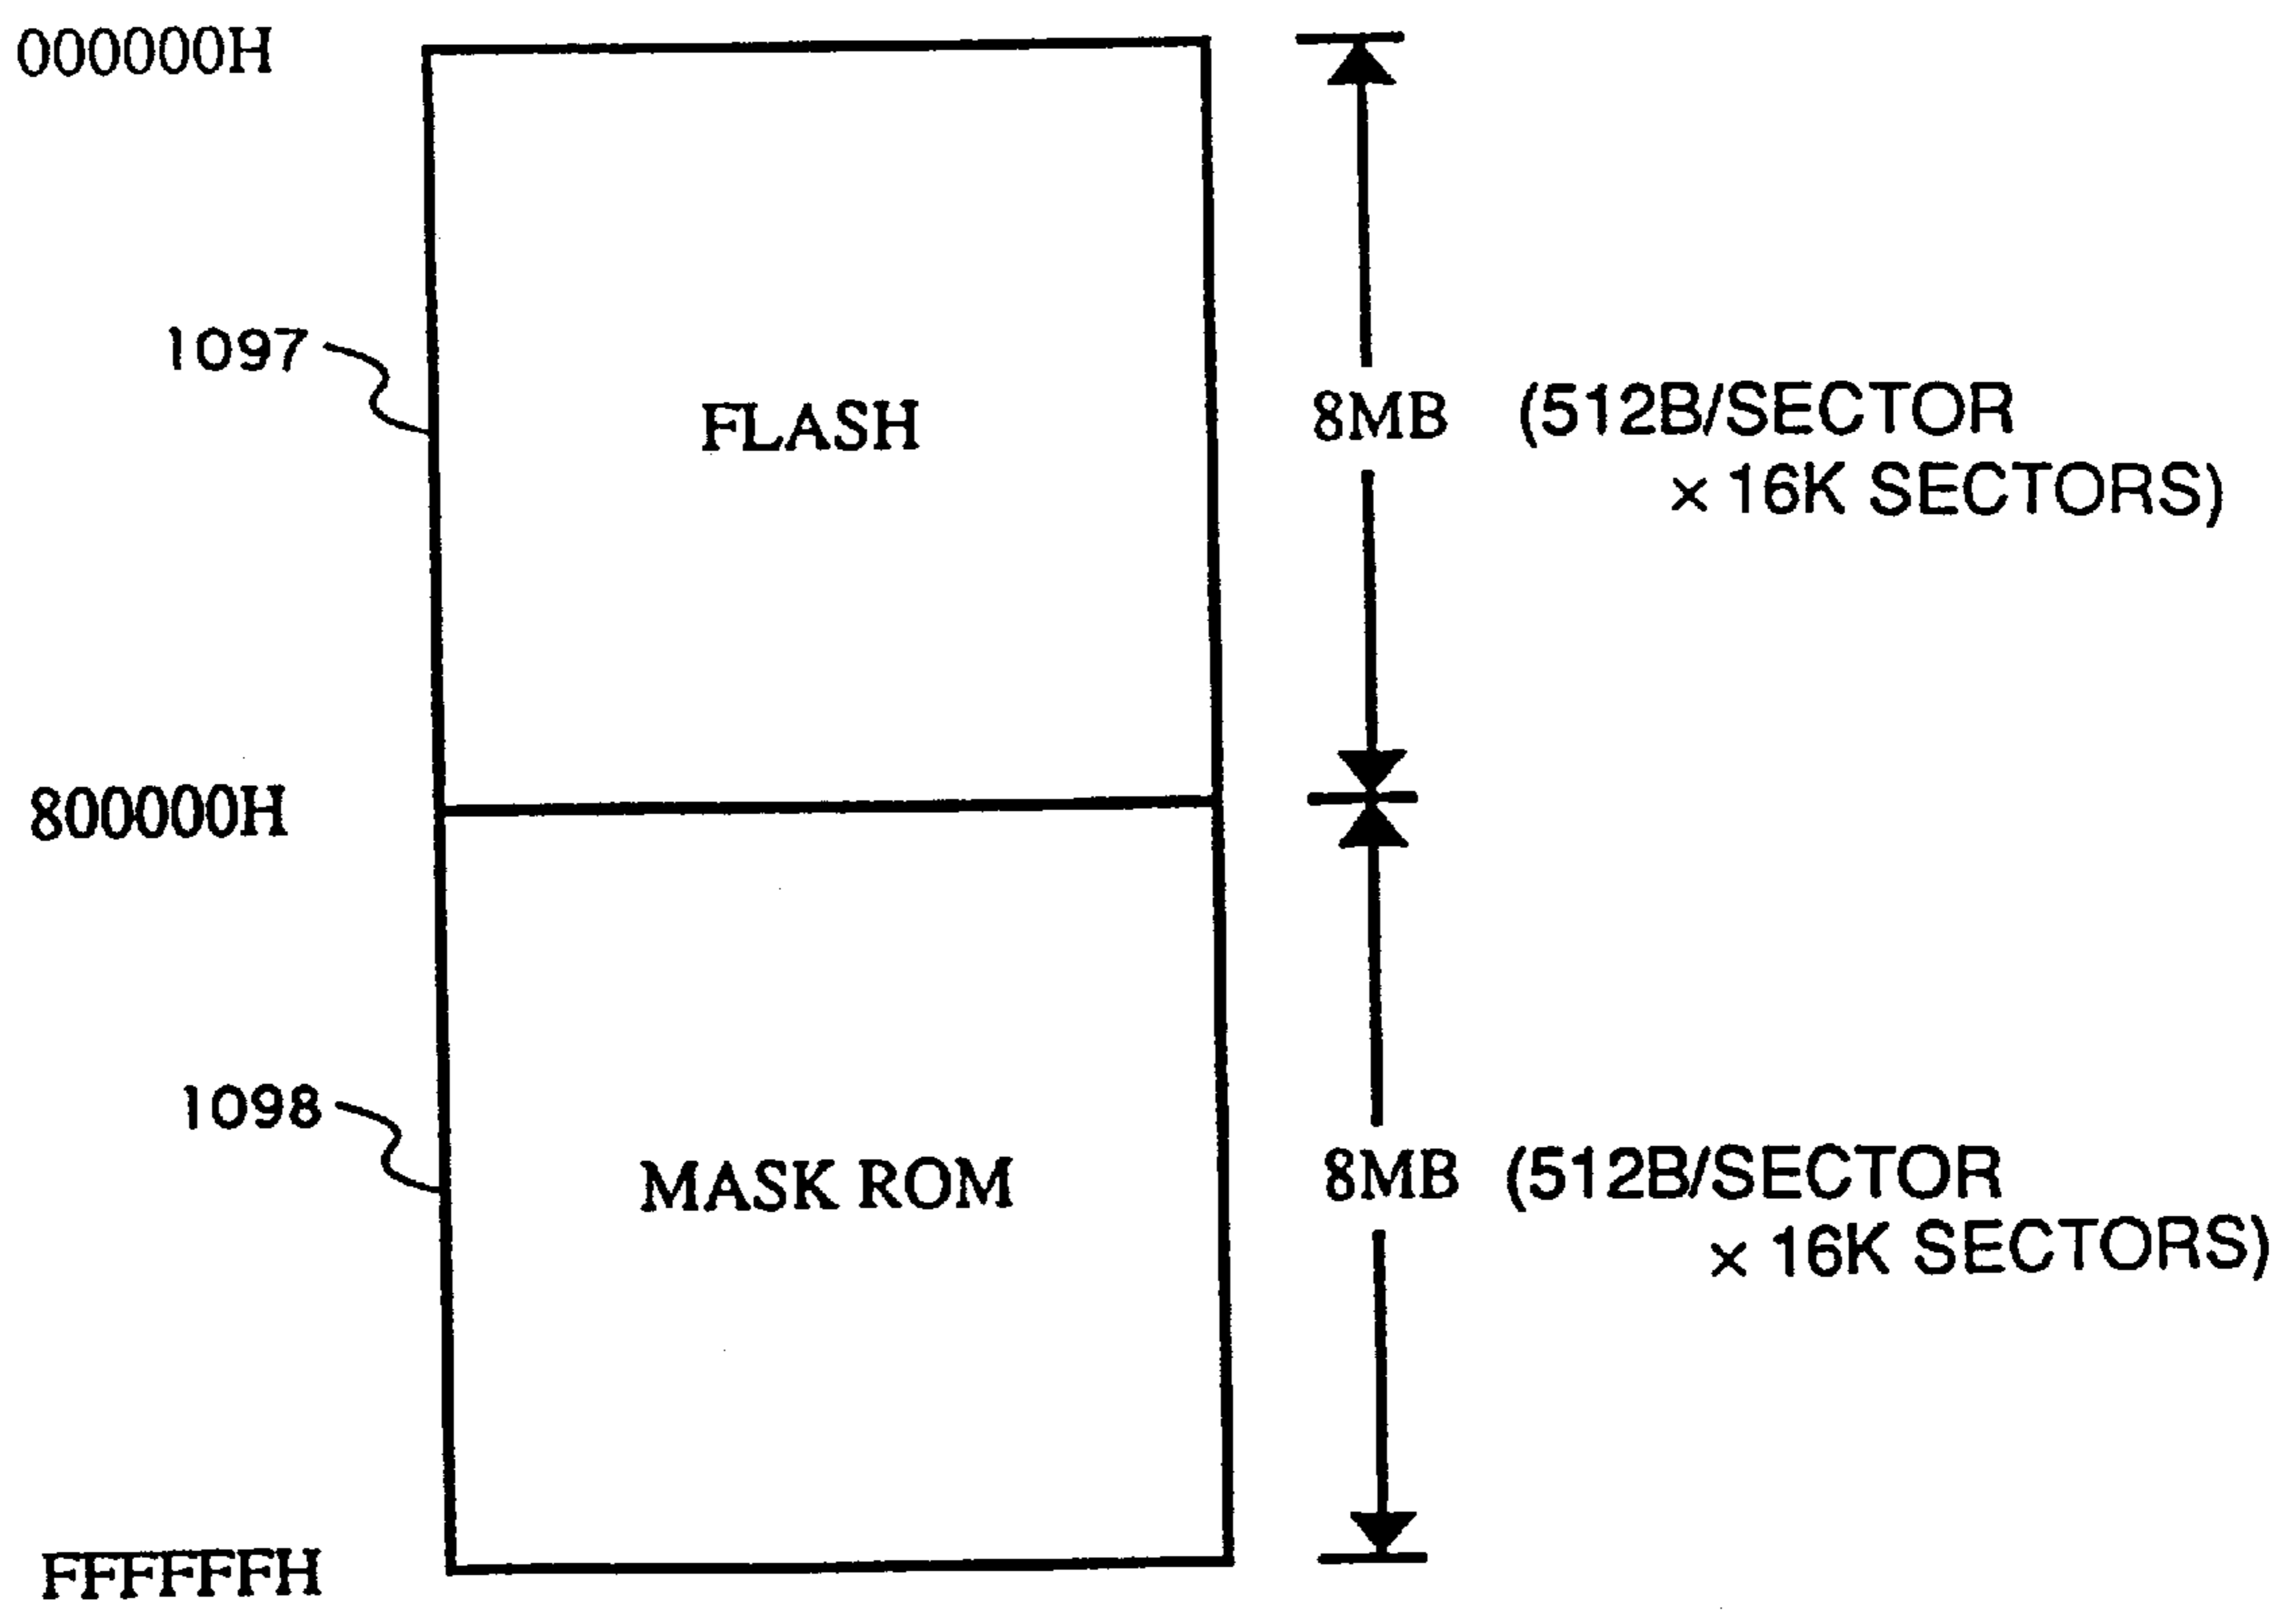 000000H
1097
FLASH
8MB (512B/SECTOR
× 16K SECTORS)
800000H
1098
MASK ROM
8MB (512B/SECTOR
× 16K SECTORS)
FFFFFFH